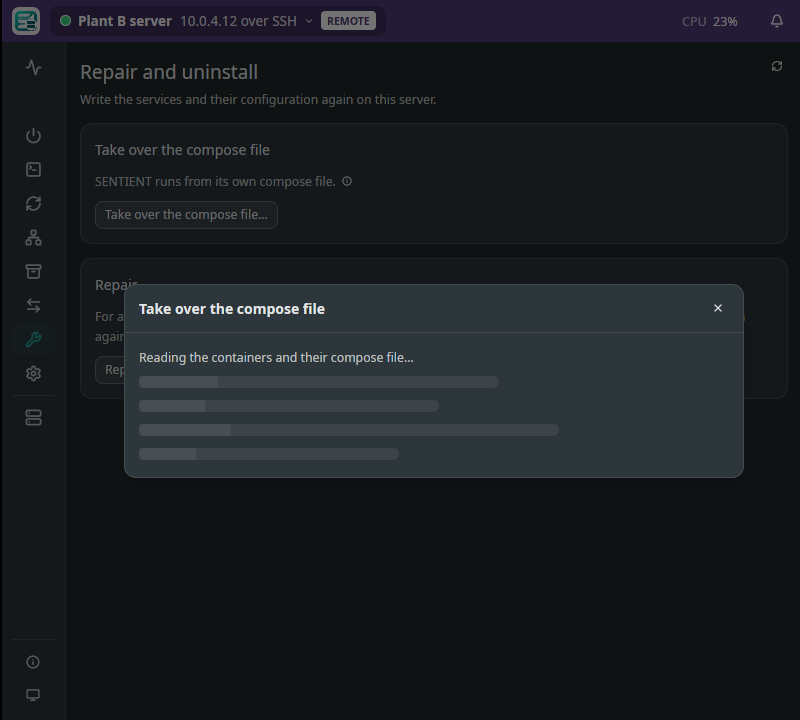 Plant B server 10.0.4.12 over SSH REMOTE CPU 23%
Repair and uninstall
Write the services and their configuration again on this server.
Take over the compose file
SENTIENT runs from its own compose file.
Take over the compose file...
Repair
For a
again
Rep
Take over the compose file
Reading the containers and their compose file...